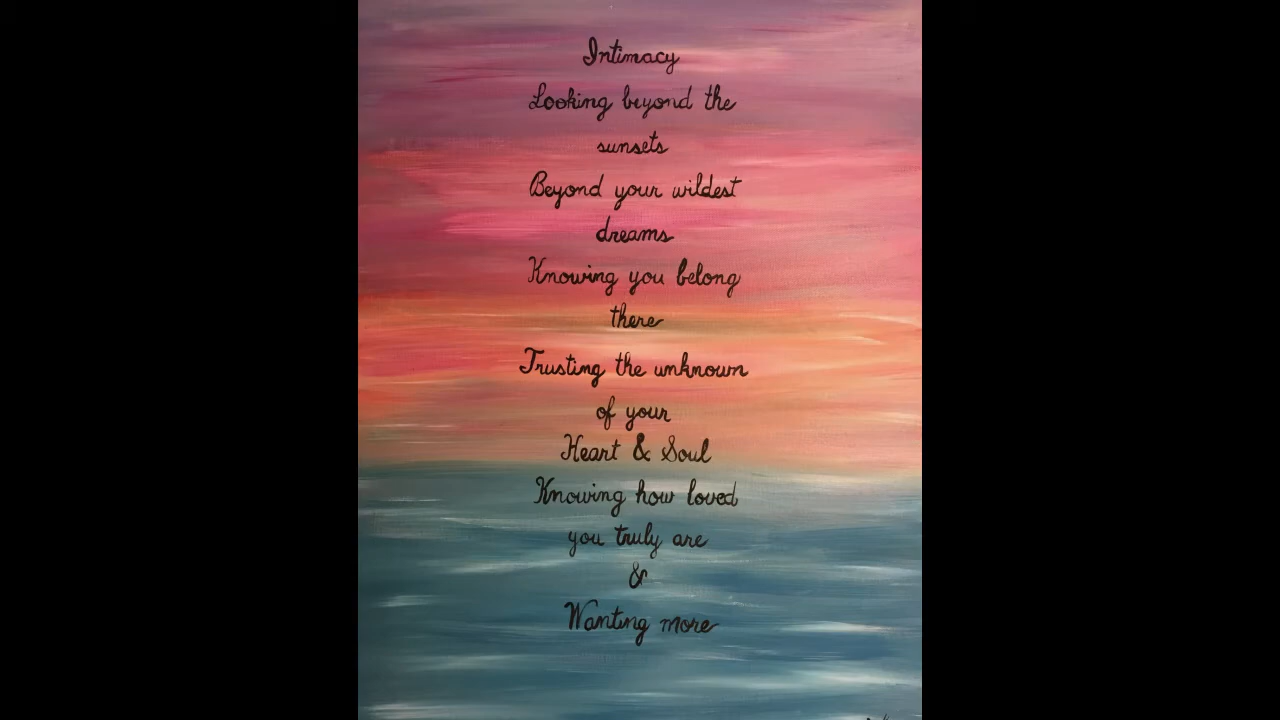 Intimacy
Looking beyond the
sunsets
Beyond your wildest
dreams
Knowing you belong
there
Trusting the unknown
of your
Heart & Soul
Knowing how loved
you truly are
&
Wanting more